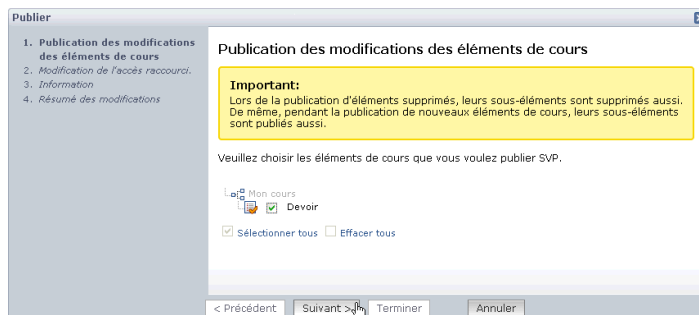 Publier
1. Publication des modifications
des éléments de cours
2. Modification de l'accès raccourci.
3. Information
4. Résumé des modifications
Publication des modifications des éléments de cours
Important:
Lors de la publication d'éléments supprimés, leurs sous-éléments sont supprimés aussi.
De même, pendant la publication de nouveaux éléments de cours, leurs sous-éléments
sont publiés aussi.
Veuillez choisir les éléments de cours que vous voulez publier SVP.
Mon cours
Devoir
Sélectionner tous Effacer tous
< Précédent Suivant > Terminer Annuler